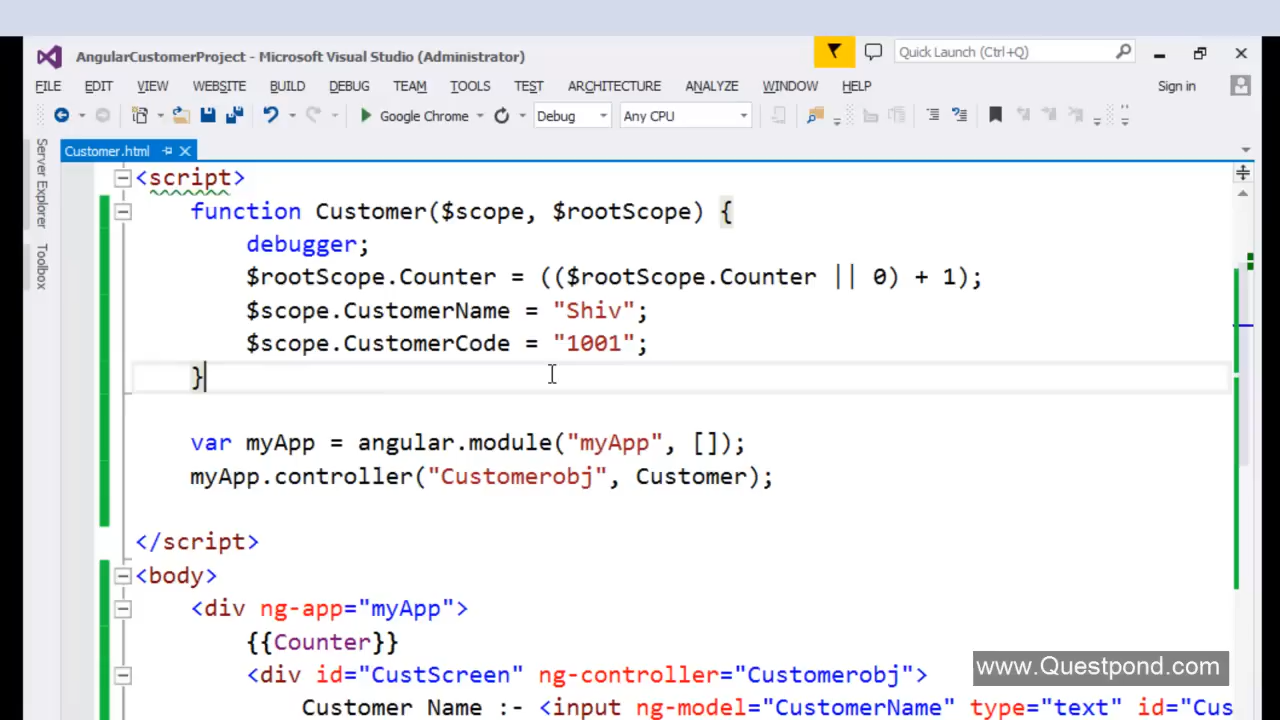 AngularCustomerProject - Microsoft Visual Studio (Administrator)
Quick Launch (Ctrl+Q)
FILE EDIT VIEW WEBSITE BUILD DEBUG TEAM TOOLS TEST ARCHITECTURE ANALYZE WINDOW HELP Sign in
Google Chrome Debug Any CPU
Server Explorer
Toolbox
Customer.html
<script>
function Customer($scope, $rootScope) {
debugger;
$rootScope.Counter = (($rootScope.Counter || 0) + 1);
$scope.CustomerName = "Shiv";
$scope.CustomerCode = "1001";
}
var myApp = angular.module("myApp", []);
myApp.controller("Customerobj", Customer);
</script>
<body>
<div ng-app="myApp">
{{Counter}}
<div id="CustScreen" ng-controller="Customerobj">
Customer Name :- <input ng-model="CustomerName" type="text" id="Cus
www.Questpond.com